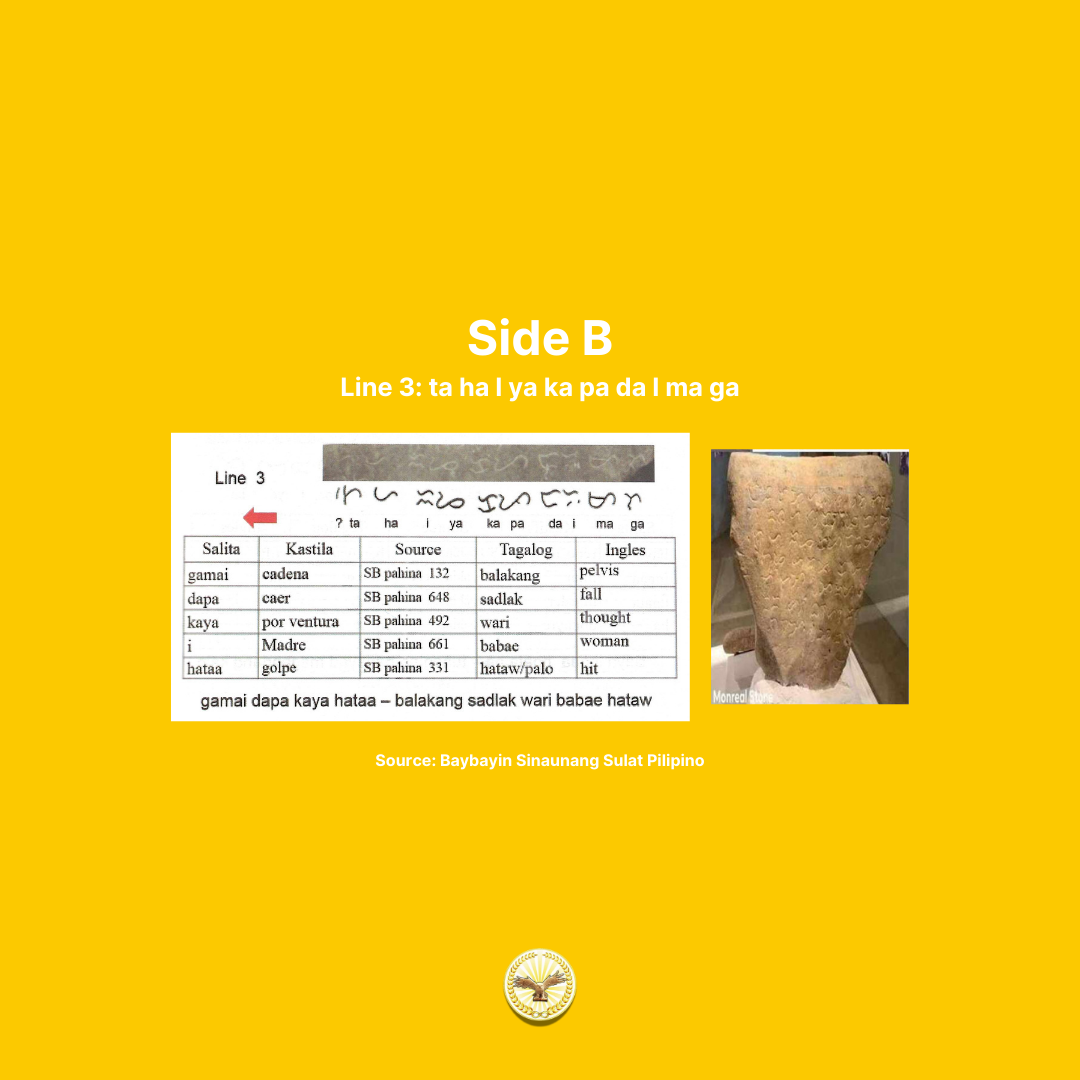 Side B
Line 3: ta ha I ya ka pa da I ma ga
Line 3
? ta ha i ya ka pa da i ma ga
Salita Kastila Source Tagalog Ingles
gamai cadena SB pahina 132 balakang pelvis
dapa caer SB pahina 648 sadlak fall
kaya por ventura SB pahina 492 wari thought
i Madre SB pahina 661 babae woman
hataa golpe SB pahina 331 hataw/palo hit
gamai dapa kaya hataa – balakang sadlak wari babae hataw
Monreal Stone
Source: Baybayin Sinaunang Sulat Pilipino